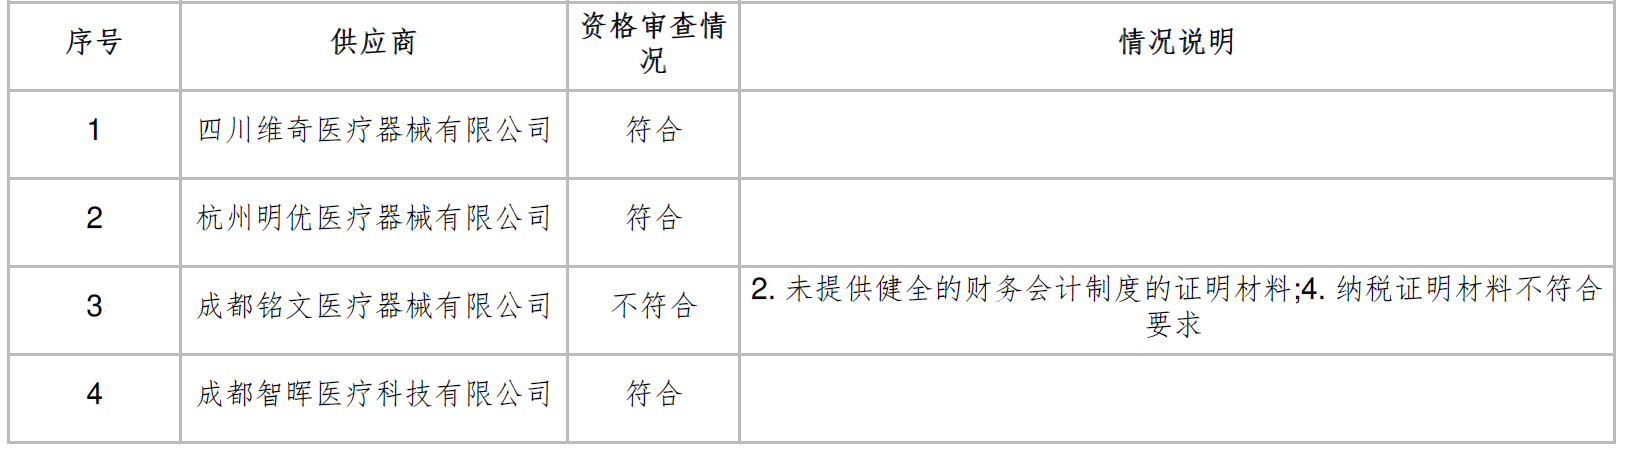 序号 供应商 资格审查情况 情况说明
1 四川维奇医疗器械有限公司 符合
2 杭州明优医疗器械有限公司 符合
3 成都铭文医疗器械有限公司 不符合 2. 未提供健全的财务会计制度的证明材料;4. 纳税证明材料不符合
要求
4 成都智晖医疗科技有限公司 符合